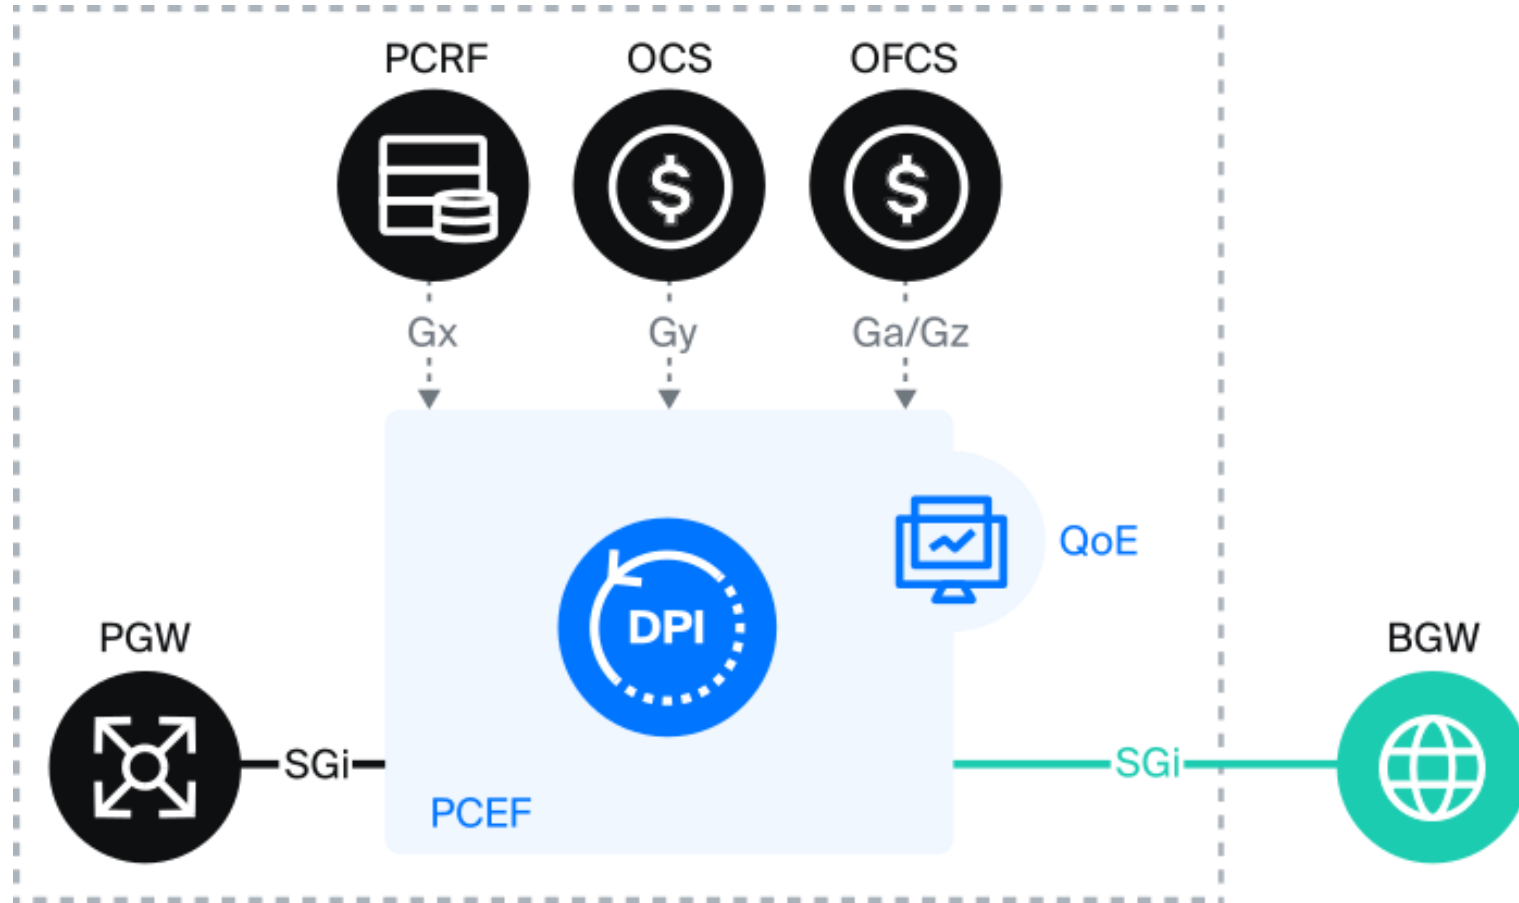 PCRF
OCS
OFCS
$
$
Gx
Gy
Ga/Gz
QoE
DPI
PGW
BGW
SGi
SGi
PCEF